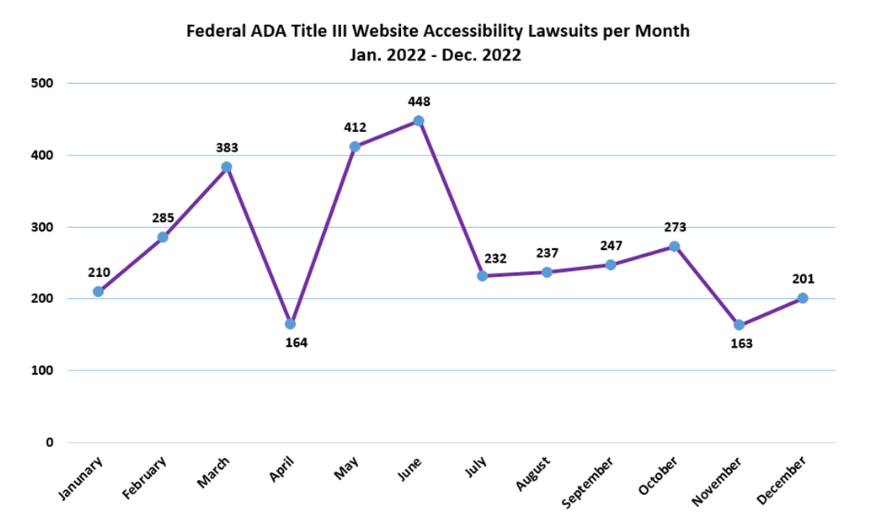 Federal ADA Title III Website Accessibility Lawsuits per Month
Jan. 2022 - Dec. 2022
500
400
300
200
100
0
210
285
383
164
412
448
232
237
247
273
163
201
Janunary
February
March
April
May
June
July
August
September
October
November
December